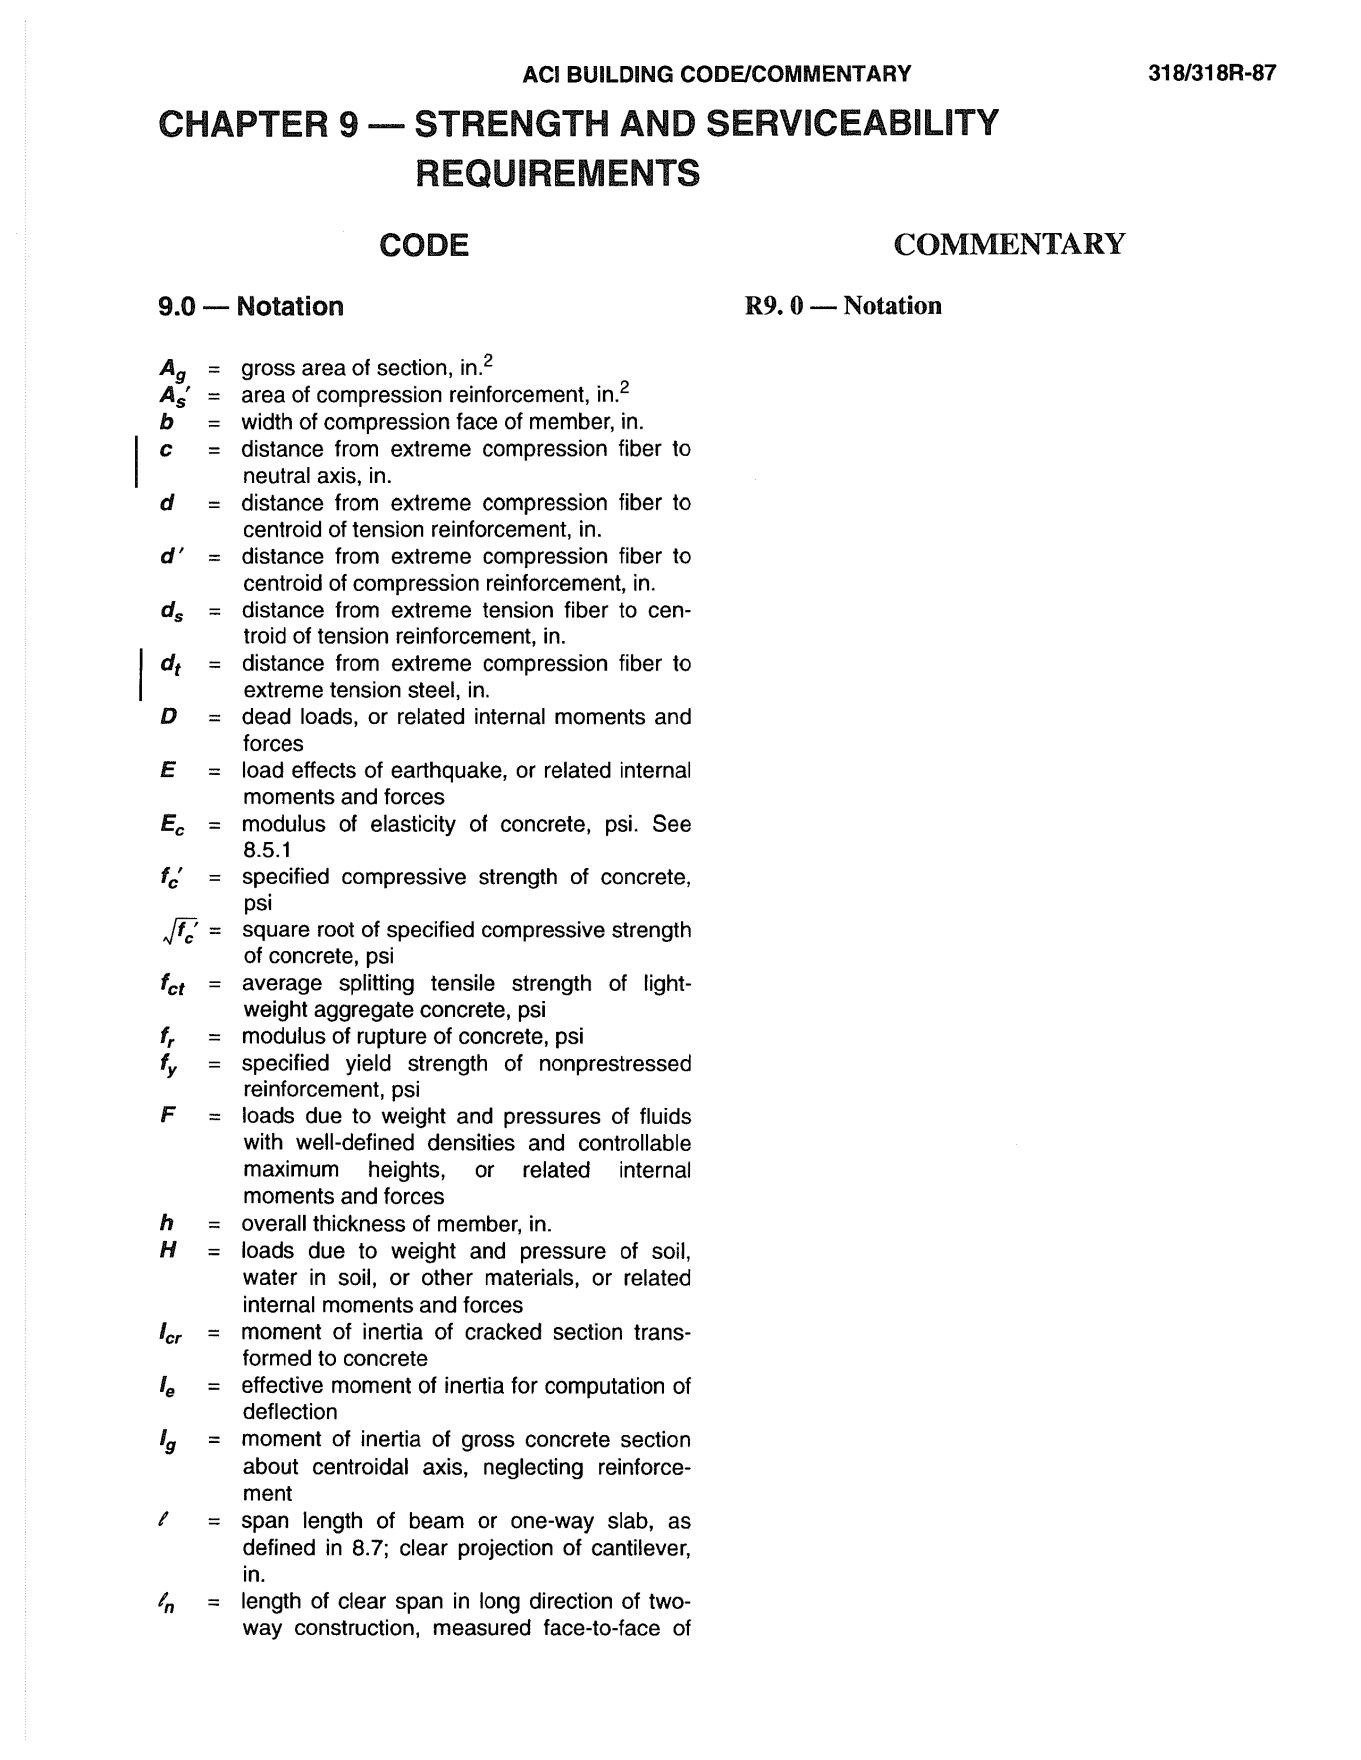 ACI BUILDING CODE/COMMENTARY 318/318R-87
CHAPTER 9 — STRENGTH AND SERVICEABILITY
REQUIREMENTS
CODE
COMMENTARY
9.0 — Notation
R9. 0 — Notation
A_g = gross area of section, in.²
A_s′ = area of compression reinforcement, in.²
b = width of compression face of member, in.
c = distance from extreme compression fiber to
neutral axis, in.
d = distance from extreme compression fiber to
centroid of tension reinforcement, in.
d′ = distance from extreme compression fiber to
centroid of compression reinforcement, in.
d_s = distance from extreme tension fiber to cen-
troid of tension reinforcement, in.
d_t = distance from extreme compression fiber to
extreme tension steel, in.
D = dead loads, or related internal moments and
forces
E = load effects of earthquake, or related internal
moments and forces
E_c = modulus of elasticity of concrete, psi. See
8.5.1
f_c′ = specified compressive strength of concrete,
psi
√f_c′ = square root of specified compressive strength
of concrete, psi
f_ct = average splitting tensile strength of light-
weight aggregate concrete, psi
f_r = modulus of rupture of concrete, psi
f_y = specified yield strength of nonprestressed
reinforcement, psi
F = loads due to weight and pressures of fluids
with well-defined densities and controllable
maximum heights, or related internal
moments and forces
h = overall thickness of member, in.
H = loads due to weight and pressure of soil,
water in soil, or other materials, or related
internal moments and forces
I_cr = moment of inertia of cracked section trans-
formed to concrete
I_e = effective moment of inertia for computation of
deflection
I_g = moment of inertia of gross concrete section
about centroidal axis, neglecting reinforce-
ment
ℓ = span length of beam or one-way slab, as
defined in 8.7; clear projection of cantilever,
in.
ℓ_n = length of clear span in long direction of two-
way construction, measured face-to-face of